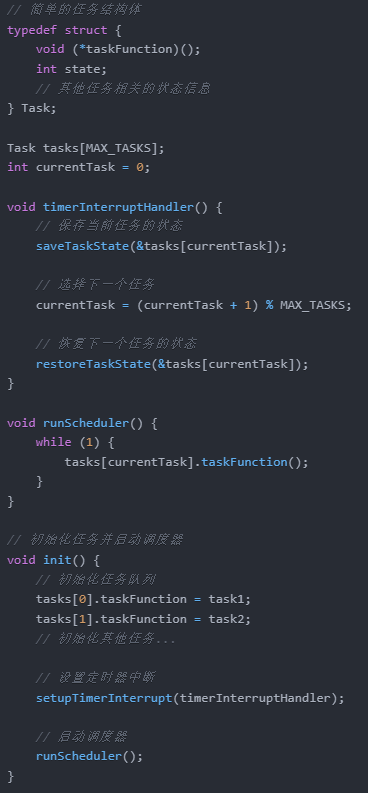 // 简单的任务结构体
typedef struct {
    void (*taskFunction)();
    int state;
    // 其他任务相关的状态信息
} Task;

Task tasks[MAX_TASKS];
int currentTask = 0;

void timerInterruptHandler() {
    // 保存当前任务的状态
    saveTaskState(&tasks[currentTask]);

    // 选择下一个任务
    currentTask = (currentTask + 1) % MAX_TASKS;

    // 恢复下一个任务的状态
    restoreTaskState(&tasks[currentTask]);
}

void runScheduler() {
    while (1) {
        tasks[currentTask].taskFunction();
    }
}

// 初始化任务并启动调度器
void init() {
    // 初始化任务队列
    tasks[0].taskFunction = task1;
    tasks[1].taskFunction = task2;
    // 初始化其他任务...

    // 设置定时器中断
    setupTimerInterrupt(timerInterruptHandler);

    // 启动调度器
    runScheduler();
}